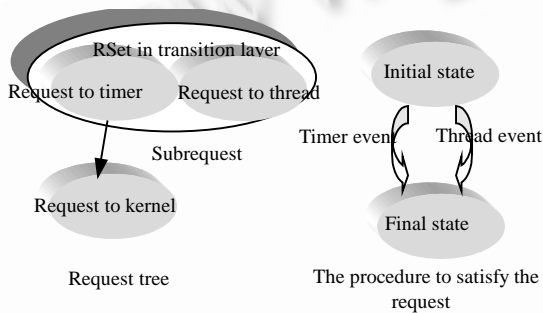 RSet in transition layer
Request to timer
Request to thread
Subrequest
Request to kernel
Request tree
Initial state
Timer event
Thread event
Final state
The procedure to satisfy the
request